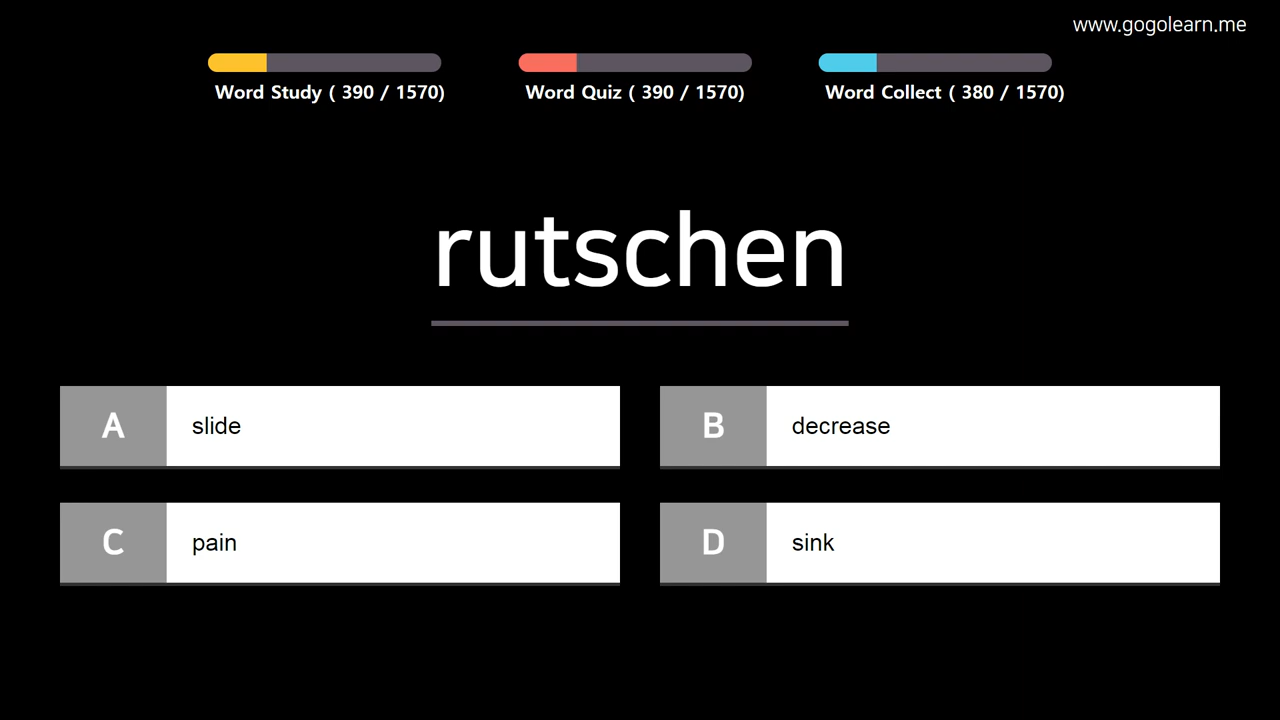 www.gogolearn.me
Word Study ( 390 / 1570)
Word Quiz ( 390 / 1570)
Word Collect ( 380 / 1570)
rutschen
A slide
B decrease
C pain
D sink